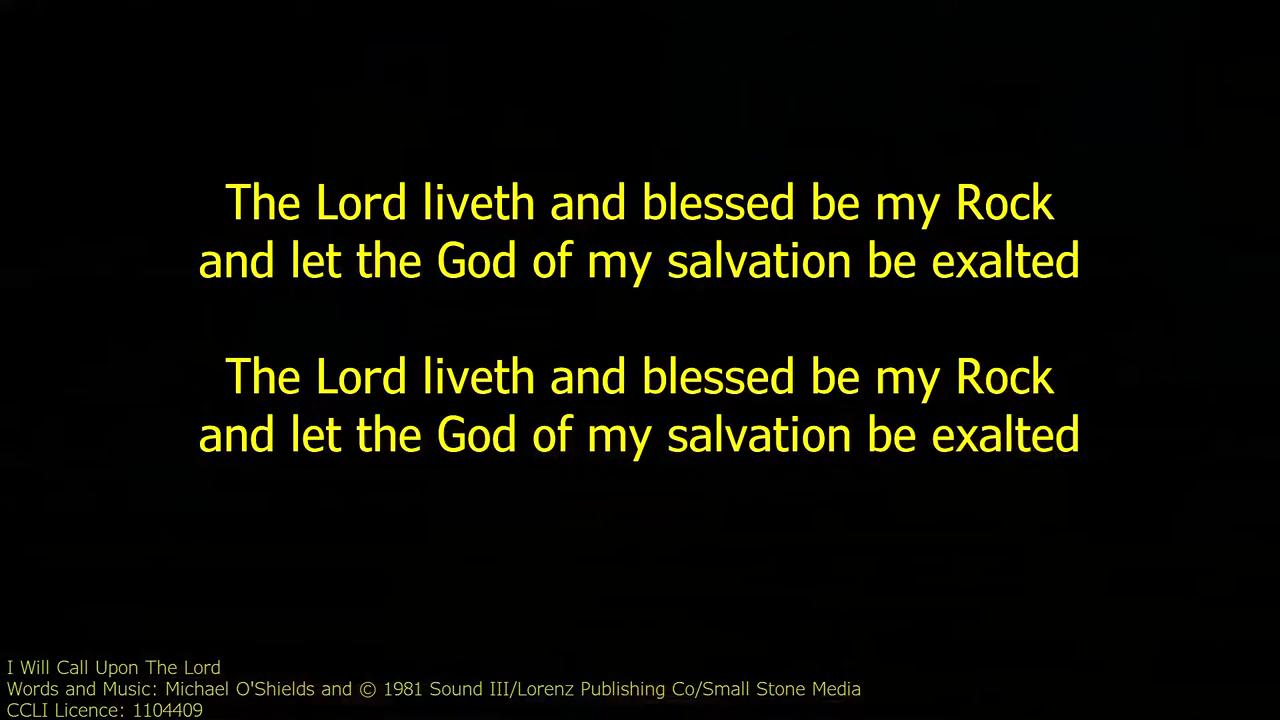 The Lord liveth and blessed be my Rock
and let the God of my salvation be exalted
The Lord liveth and blessed be my Rock
and let the God of my salvation be exalted
I Will Call Upon The Lord
Words and Music: Michael O'Shields and © 1981 Sound III/Lorenz Publishing Co/Small Stone Media
CCLI Licence: 1104409